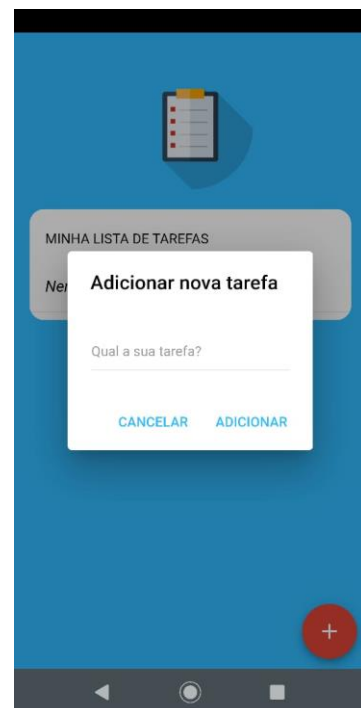 MINHA LISTA DE TAREFAS
Adicionar nova tarefa
Qual a sua tarefa?
CANCELAR ADICIONAR
+